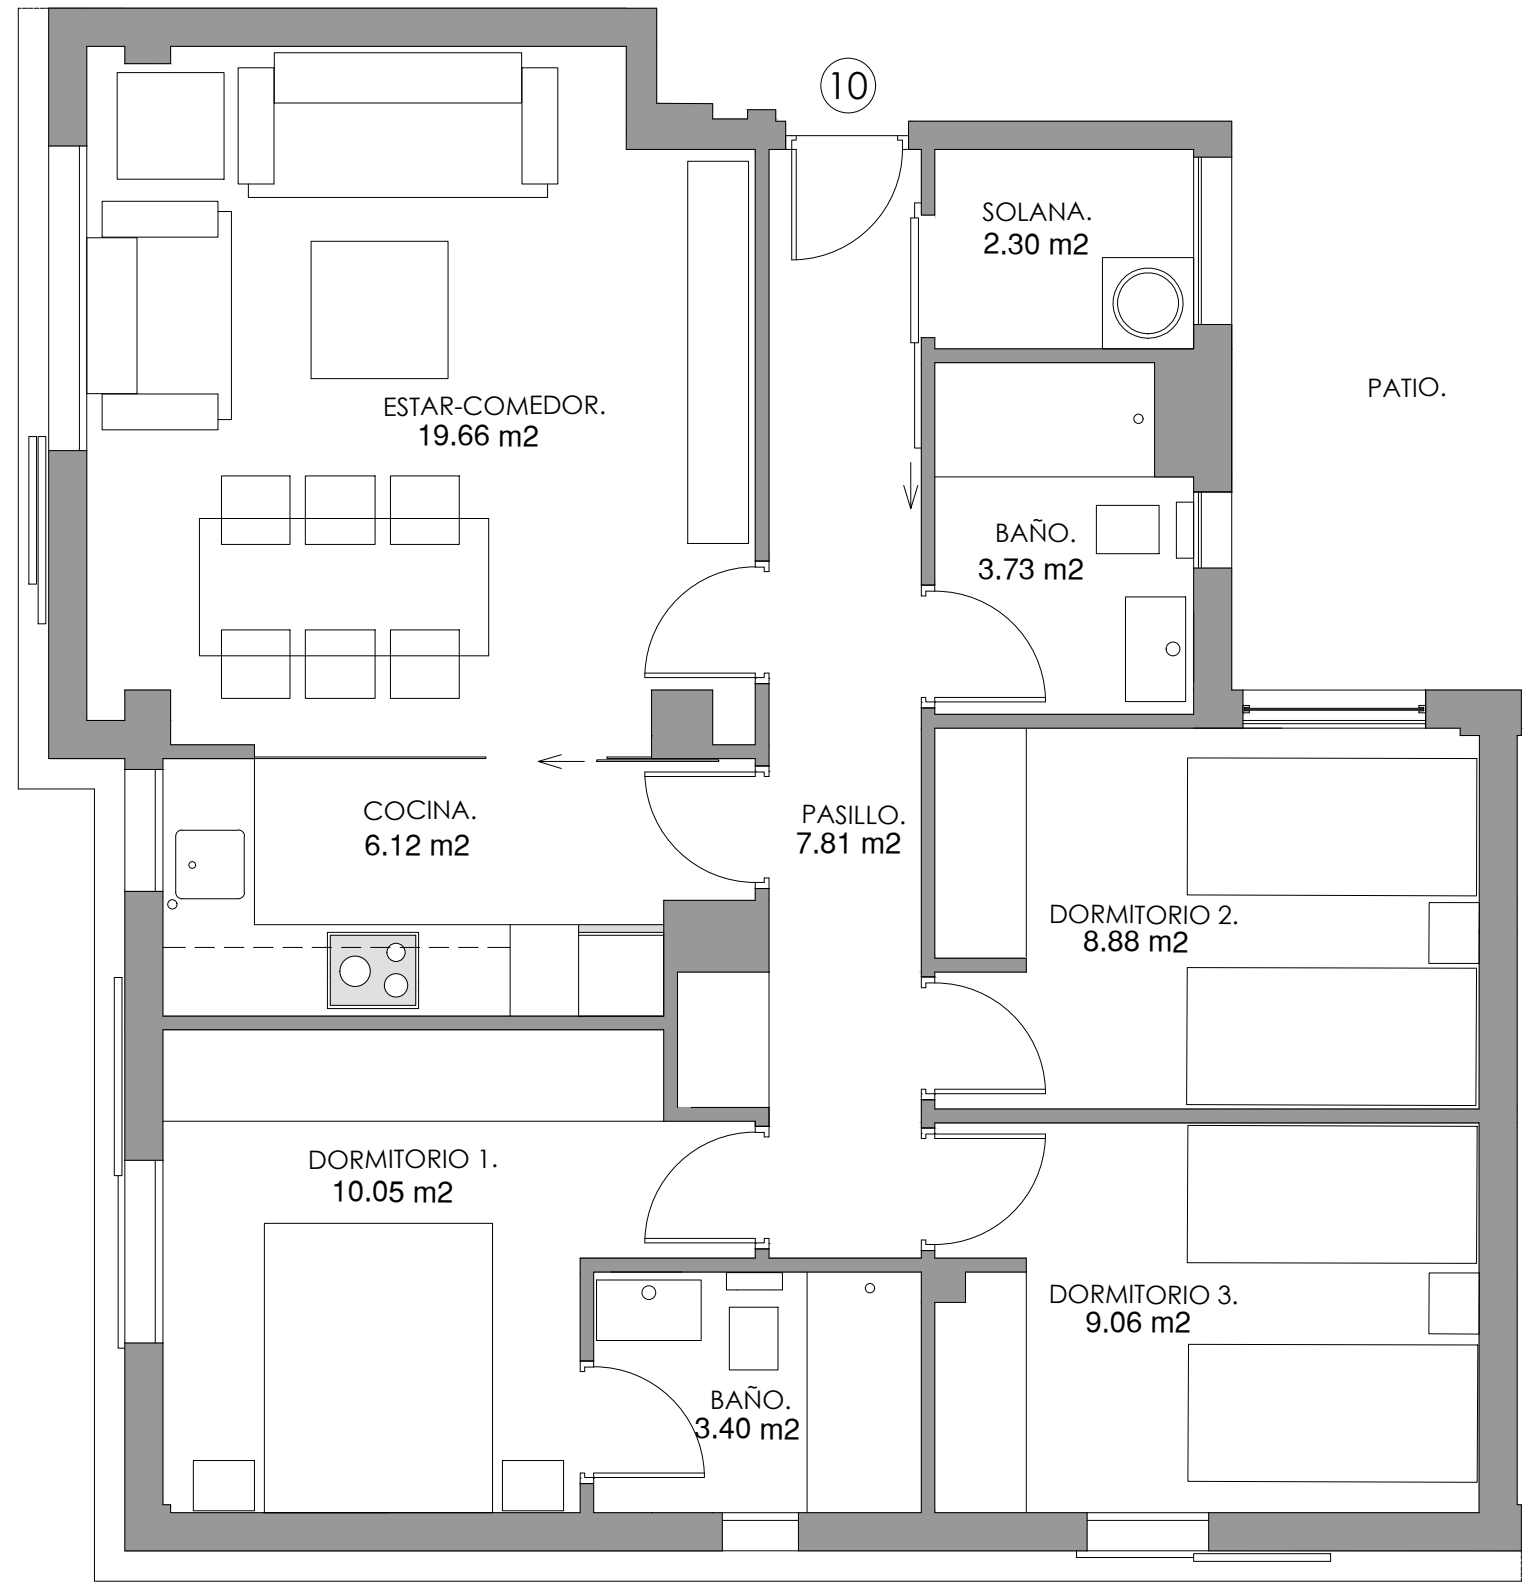 10
SOLANA.
2.30 m2
PATIO.
ESTAR-COMEDOR.
19.66 m2
BAÑO.
3.73 m2
COCINA.
6.12 m2
PASILLO.
7.81 m2
DORMITORIO 2.
8.88 m2
DORMITORIO 1.
10.05 m2
DORMITORIO 3.
9.06 m2
BAÑO.
3.40 m2